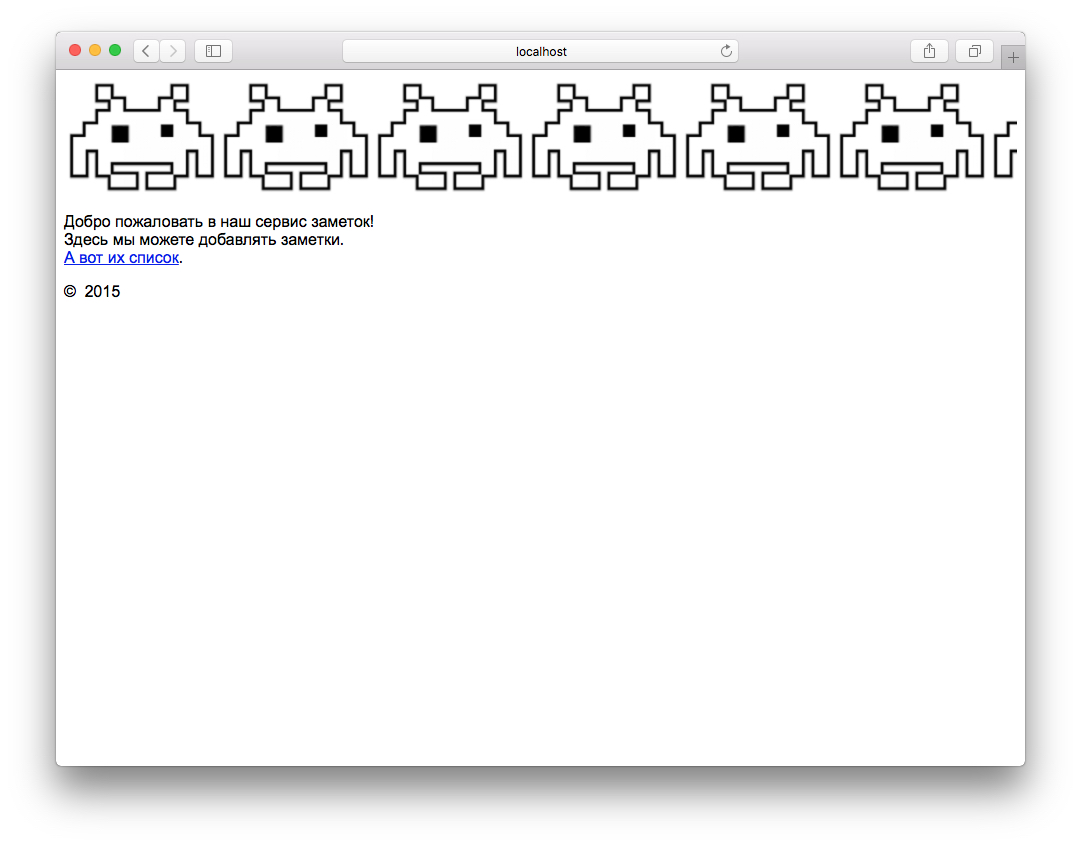 localhost
Добро пожаловать в наш сервис заметок!
Здесь мы можете добавлять заметки.
А вот их список.
© 2015